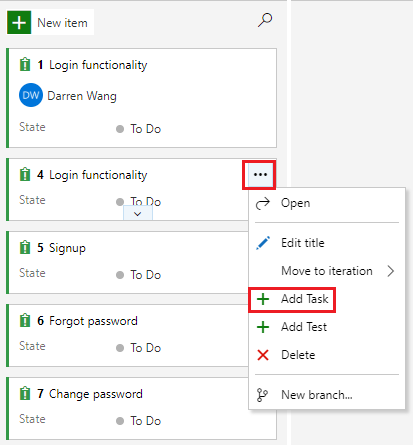 New item
1 Login functionality
DW Darren Wang
State To Do
4 Login functionality ...
State To Do
Open
5 Signup
State To Do
Edit title
Move to iteration
6 Forgot password
Add Task
State To Do
Add Test
Delete
7 Change password
State To Do
New branch...